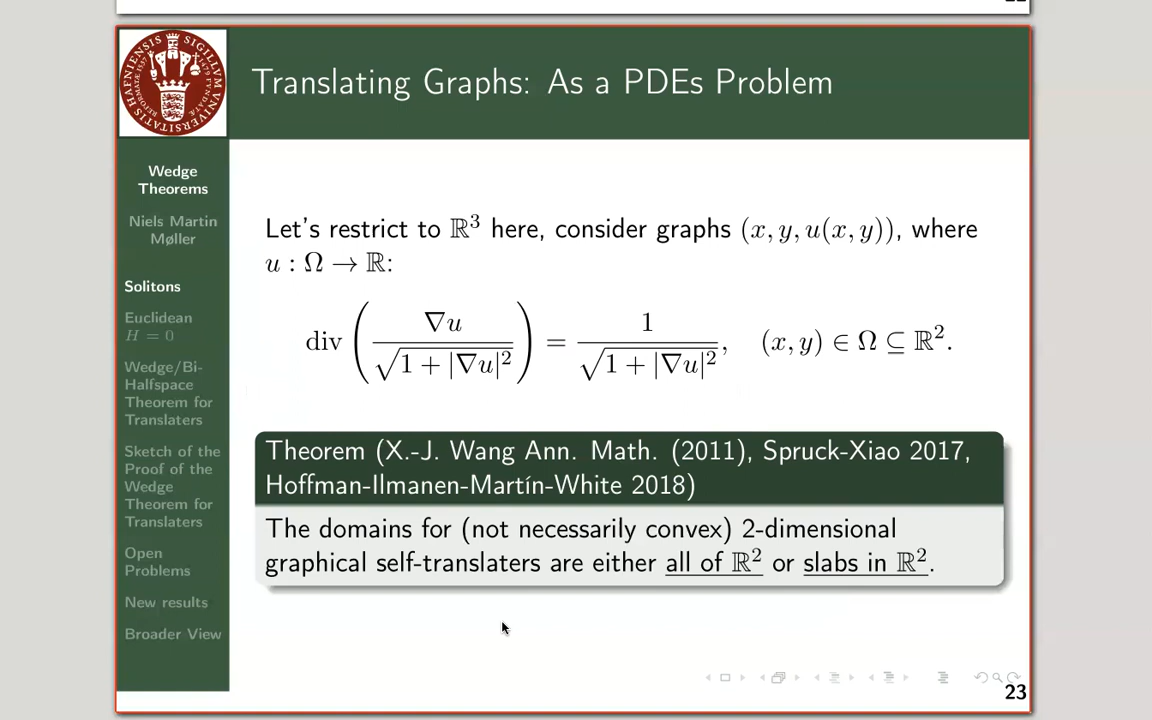 Translating Graphs: As a PDEs Problem
Wedge
Theorems
Niels Martin
Møller
Solitons
Euclidean
H = 0
Wedge/Bi-
Halfspace
Theorem for
Translaters
Sketch of the
Proof of the
Wedge
Theorem for
Translaters
Open
Problems
New results
Broader View
Let's restrict to ℝ³ here, consider graphs (x, y, u(x, y)), where
u : Ω → ℝ:
div ( ∇u / √(1 + |∇u|²) ) = 1 / √(1 + |∇u|²), (x, y) ∈ Ω ⊆ ℝ².
Theorem (X.-J. Wang Ann. Math. (2011), Spruck-Xiao 2017,
Hoffman-Ilmanen-Martín-White 2018)
The domains for (not necessarily convex) 2-dimensional
graphical self-translaters are either all of ℝ² or slabs in ℝ².
23